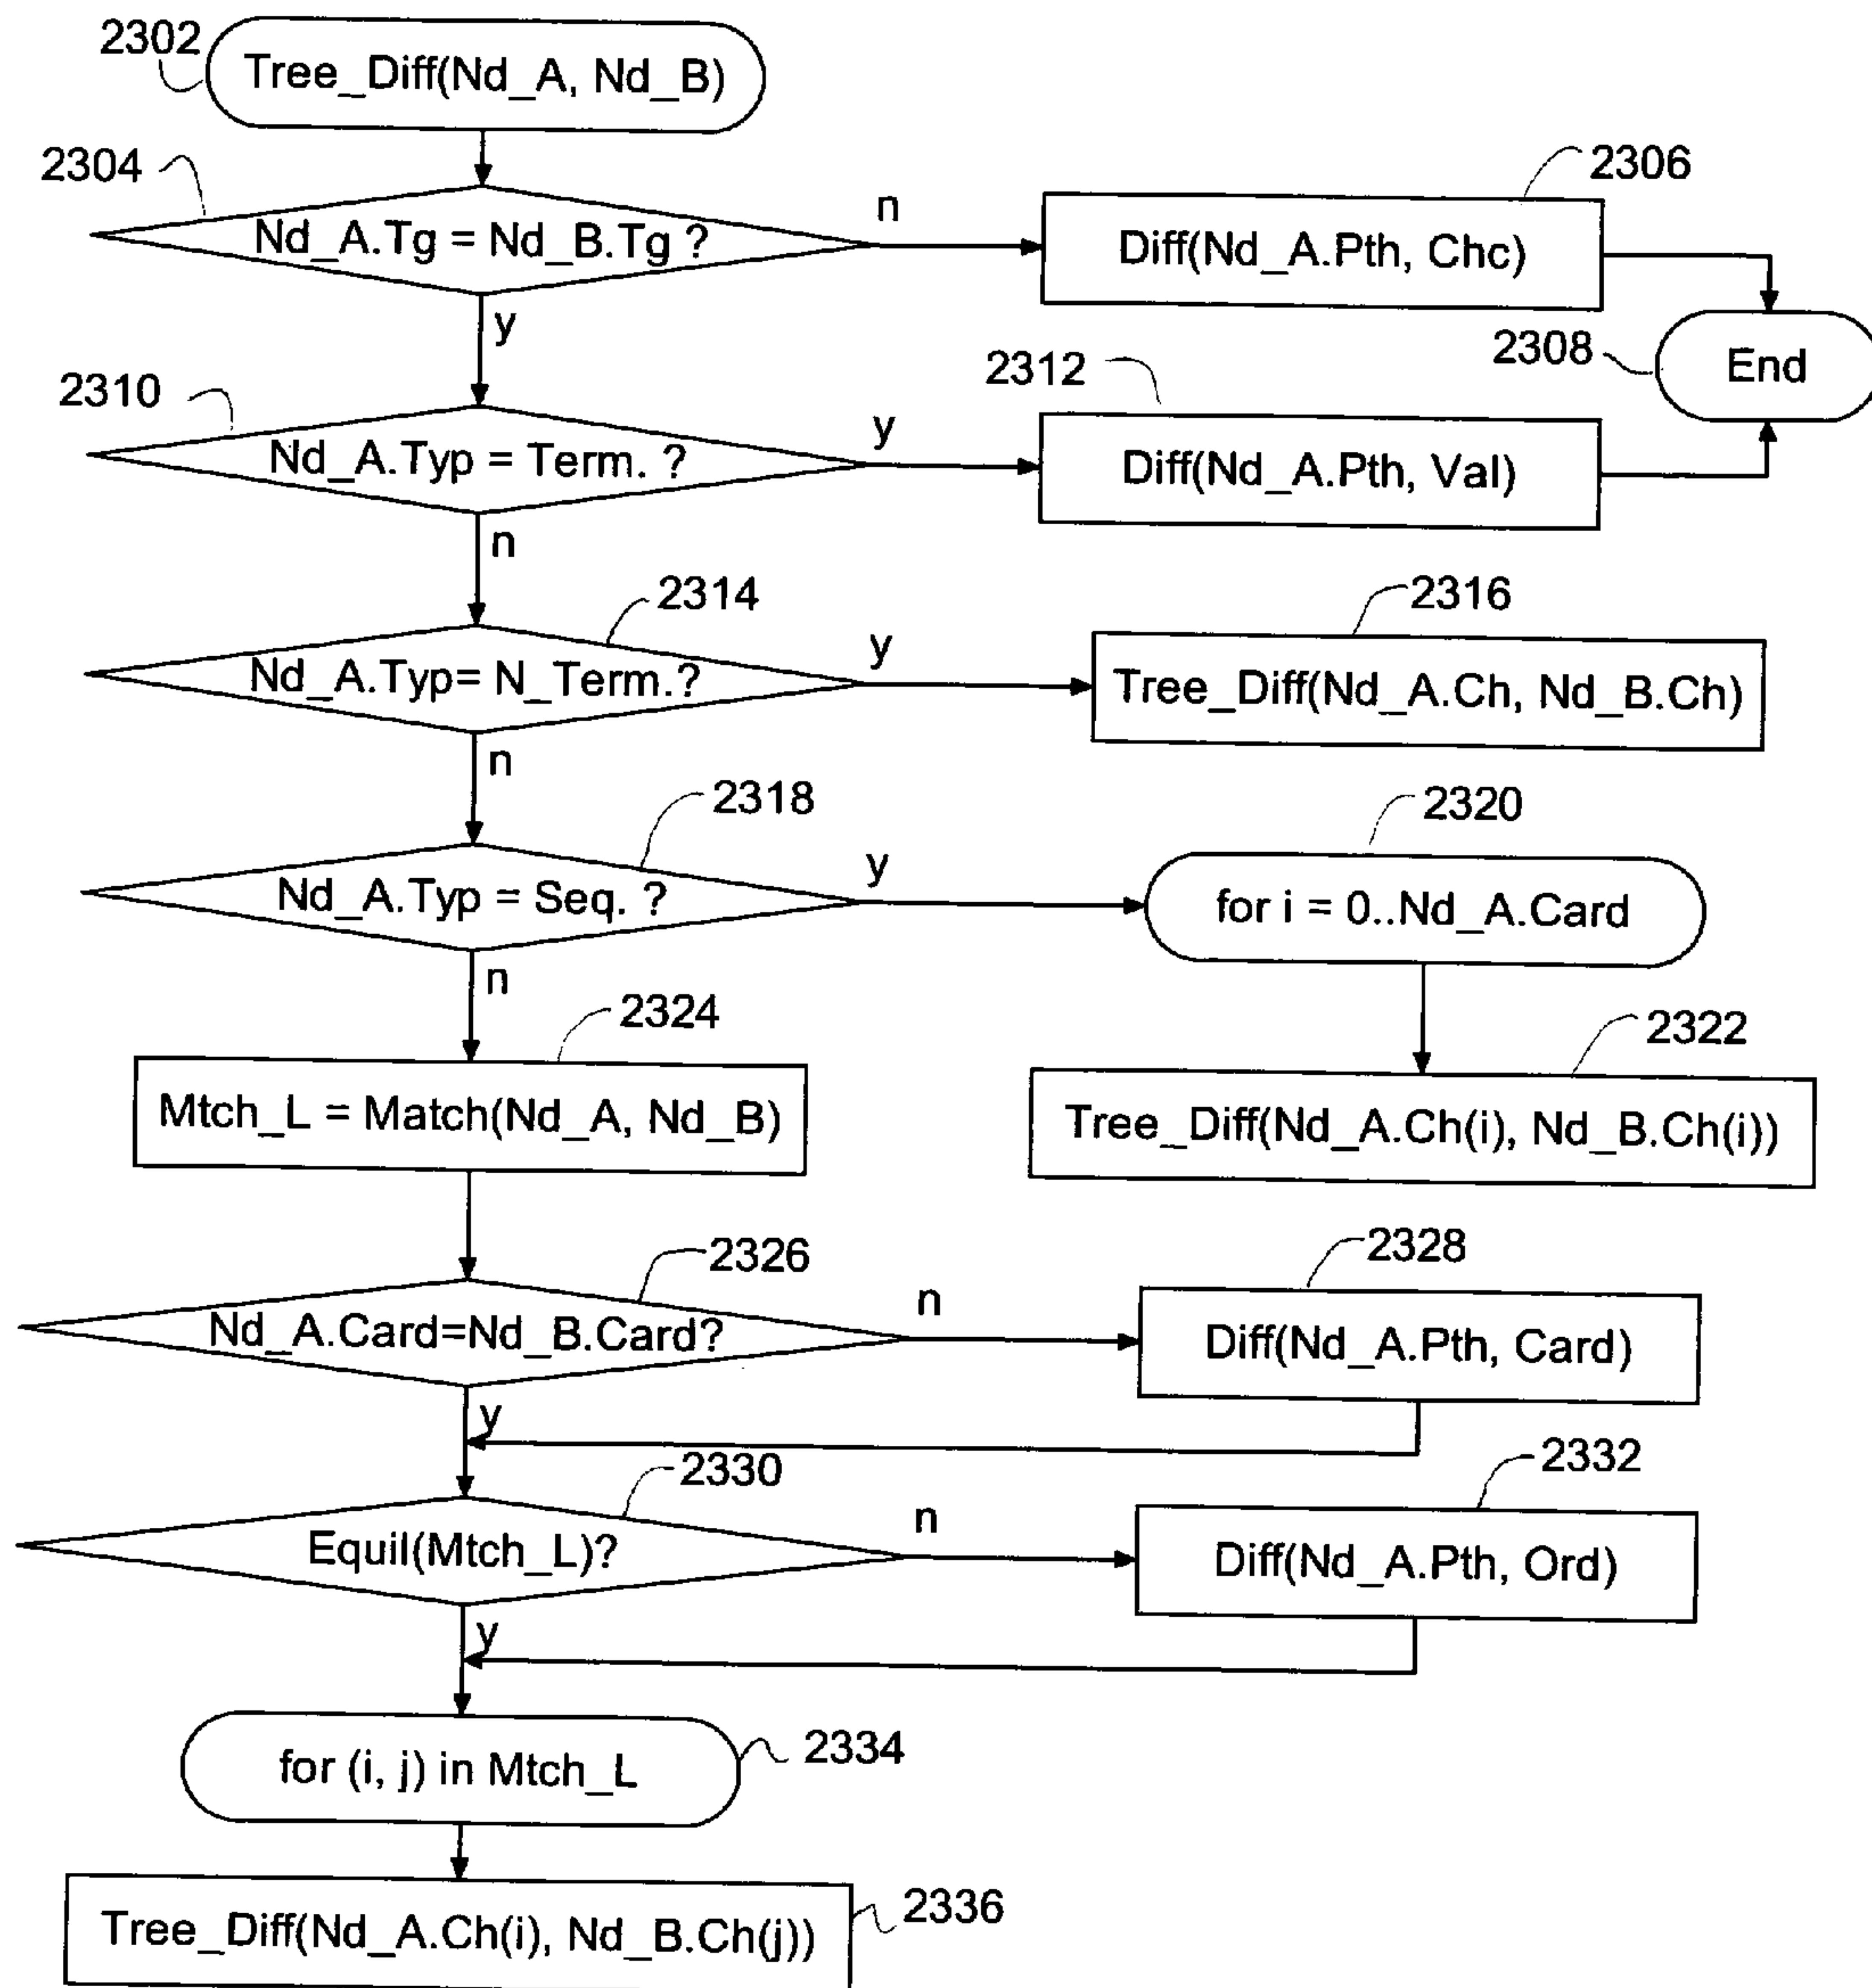 2302
Tree_Diff(Nd_A, Nd_B)
2304
Nd_A.Tg = Nd_B.Tg ?
n
2306
Diff(Nd_A.Pth, Chc)
y
2308
End
2310
Nd_A.Typ = Term. ?
y
2312
Diff(Nd_A.Pth, Val)
n
2314
Nd_A.Typ= N_Term.?
y
2316
Tree_Diff(Nd_A.Ch, Nd_B.Ch)
n
2318
Nd_A.Typ = Seq. ?
y
2320
for i = 0..Nd_A.Card
n
2324
Mtch_L = Match(Nd_A, Nd_B)
2322
Tree_Diff(Nd_A.Ch(i), Nd_B.Ch(i))
2326
Nd_A.Card=Nd_B.Card?
n
2328
Diff(Nd_A.Pth, Card)
y
2330
Equil(Mtch_L)?
n
2332
Diff(Nd_A.Pth, Ord)
y
for (i, j) in Mtch_L
2334
Tree_Diff(Nd_A.Ch(i), Nd_B.Ch(j))
2336